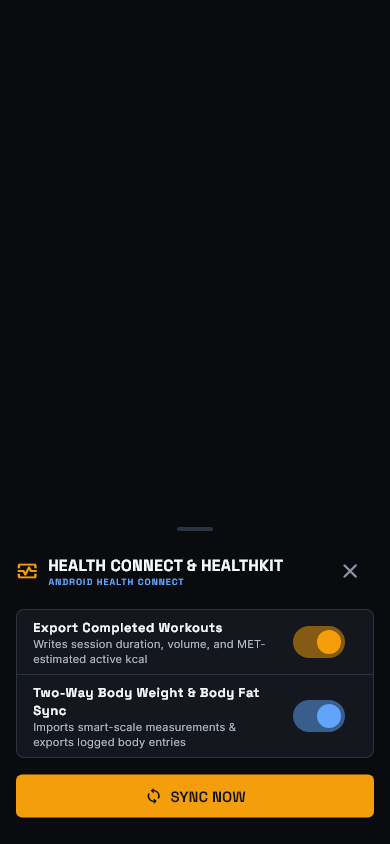 HEALTH CONNECT & HEALTHKIT
ANDROID HEALTH CONNECT
Export Completed Workouts
Writes session duration, volume, and MET-
estimated active kcal
Two-Way Body Weight & Body Fat
Sync
Imports smart-scale measurements &
exports logged body entries
SYNC NOW